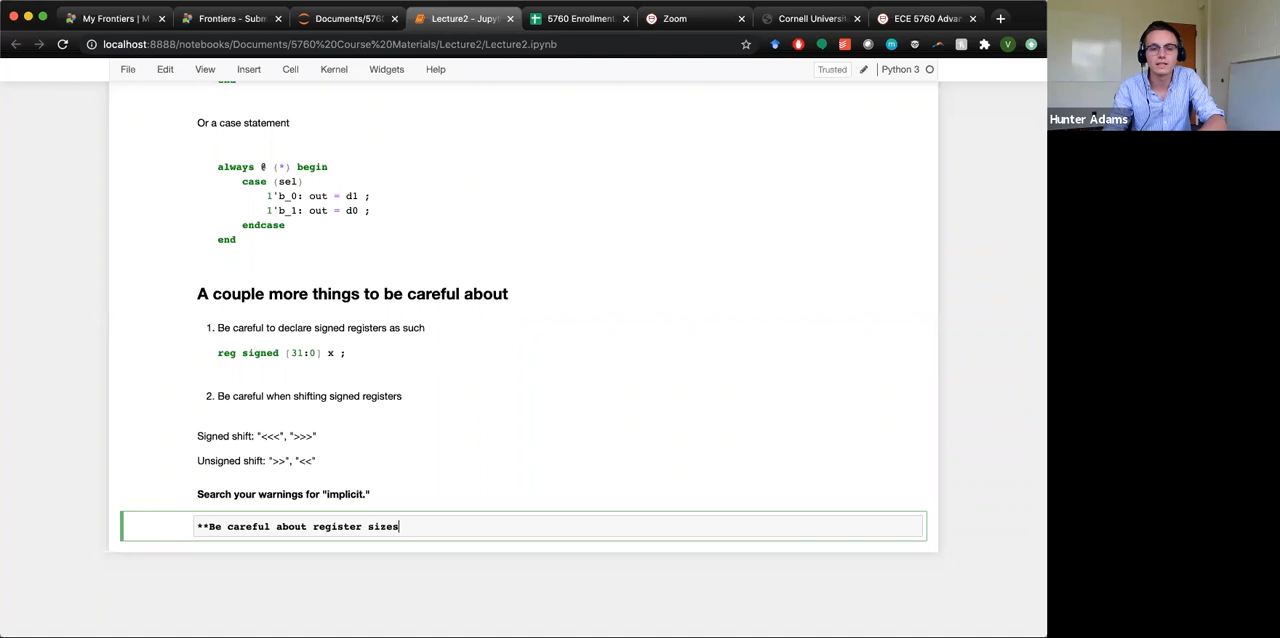 My Frontiers | M
Frontiers - Subm
Documents/5760
Lecture2 - Jupyt
5760 Enrollment
Zoom
Cornell Universi
ECE 5760 Advan
localhost:8888/notebooks/Documents/5760%20Course%20Materials/Lecture2/Lecture2.ipynb
File Edit View Insert Cell Kernel Widgets Help Trusted Python 3
end
Or a case statement
always @ (*) begin
case (sel)
1'b_0: out = d1 ;
1'b_1: out = d0 ;
endcase
end
A couple more things to be careful about
1. Be careful to declare signed registers as such
reg signed [31:0] x ;
2. Be careful when shifting signed registers
Signed shift: "<<<", ">>>"
Unsigned shift: ">>", "<<"
Search your warnings for "implicit."
**Be careful about register sizes
Hunter Adams